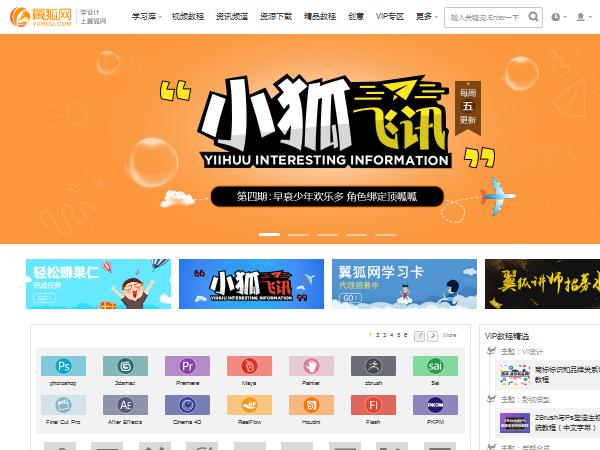 翼狐网
YIIHUU.COM
学设计
上翼狐网
学习库 视频教程 资讯频道 资源下载 精品教程 创意 VIP专区 更多
输入关键词,Enter一下
小狐飞讯
YIIHUU INTERESTING INFORMATION
每周
五
更新
第四期:早衰少年欢乐多 角色绑定顶呱呱
轻松赚果仁
完成任务
GO
小狐飞讯
YIIHUU INTERESTING INFORMATION
翼狐网学习卡
代理招募中
GO
翼狐讲师招募
1 2 3 4 5 6 More
Ps Pr sai
photoshop 3dsmax Premiere Maya Painter zbrush Sai
AE PKPM
Final Cut Pro After Effects Cinema 4D RealFlow Houdini Flash PKPM
VIP教程精选
主题:VI设计
商标标识和品牌关系
教程
主题:影视模型
ZBrush与Ps塑造生物
统教程(中文字幕)